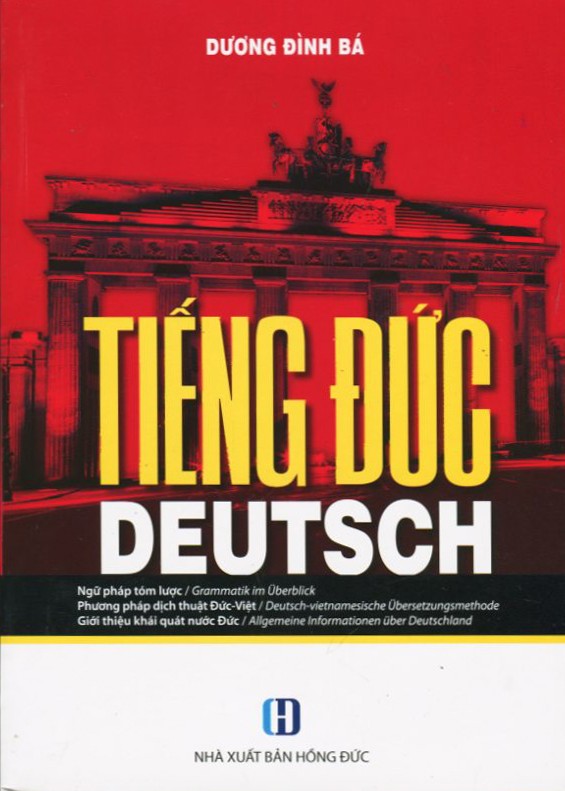 DƯƠNG ĐÌNH BÁ
TIẾNG ĐỨC
DEUTSCH
Ngữ pháp tóm lược / Grammatik im Überblick
Phương pháp dịch thuật Đức-Việt / Deutsch-vietnamesische Übersetzungsmethode
Giới thiệu khái quát nước Đức / Allgemeine Informationen über Deutschland
NHÀ XUẤT BẢN HỒNG ĐỨC